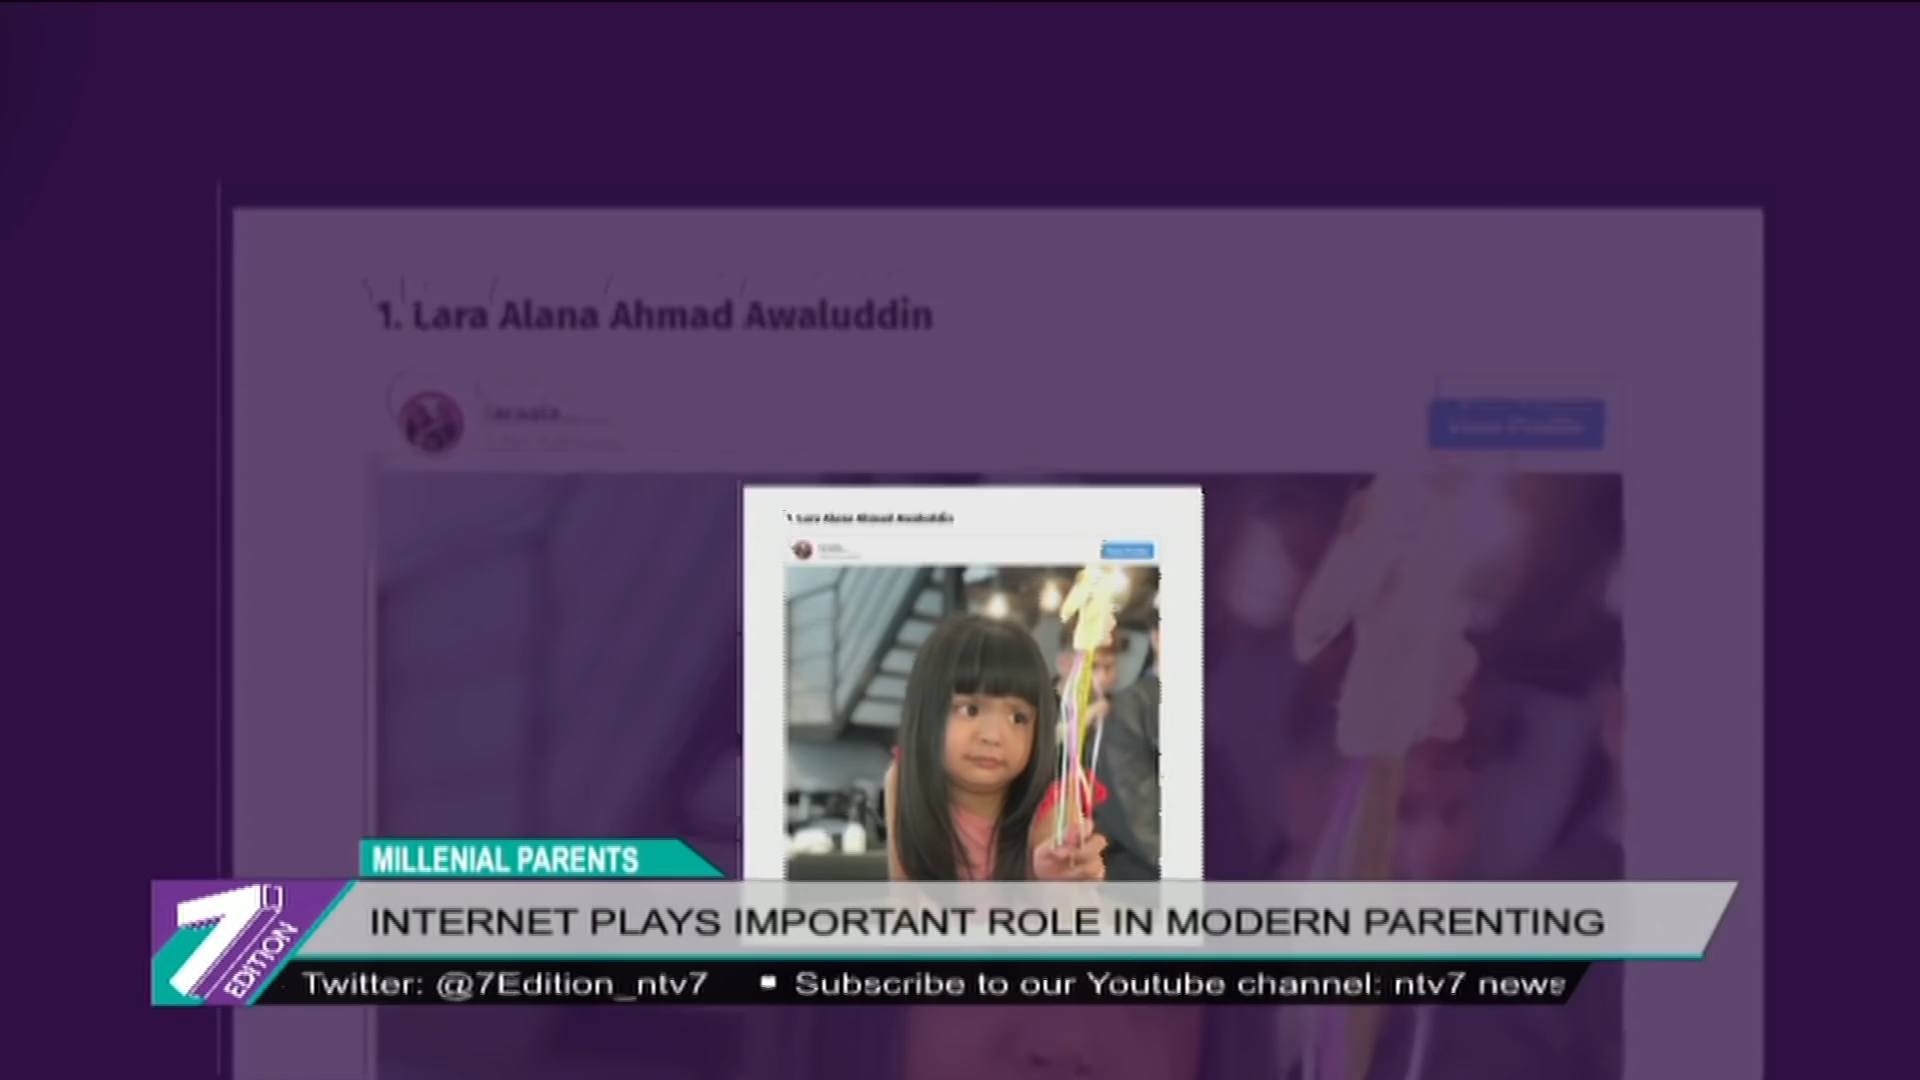 1. Lara Alana Ahmad Awaluddin
1. Lara Alana Ahmad Awaluddin
MILLENIAL PARENTS
7 EDITION
INTERNET PLAYS IMPORTANT ROLE IN MODERN PARENTING
Twitter: @7Edition_ntv7 ▪ Subscribe to our Youtube channel: ntv7 news